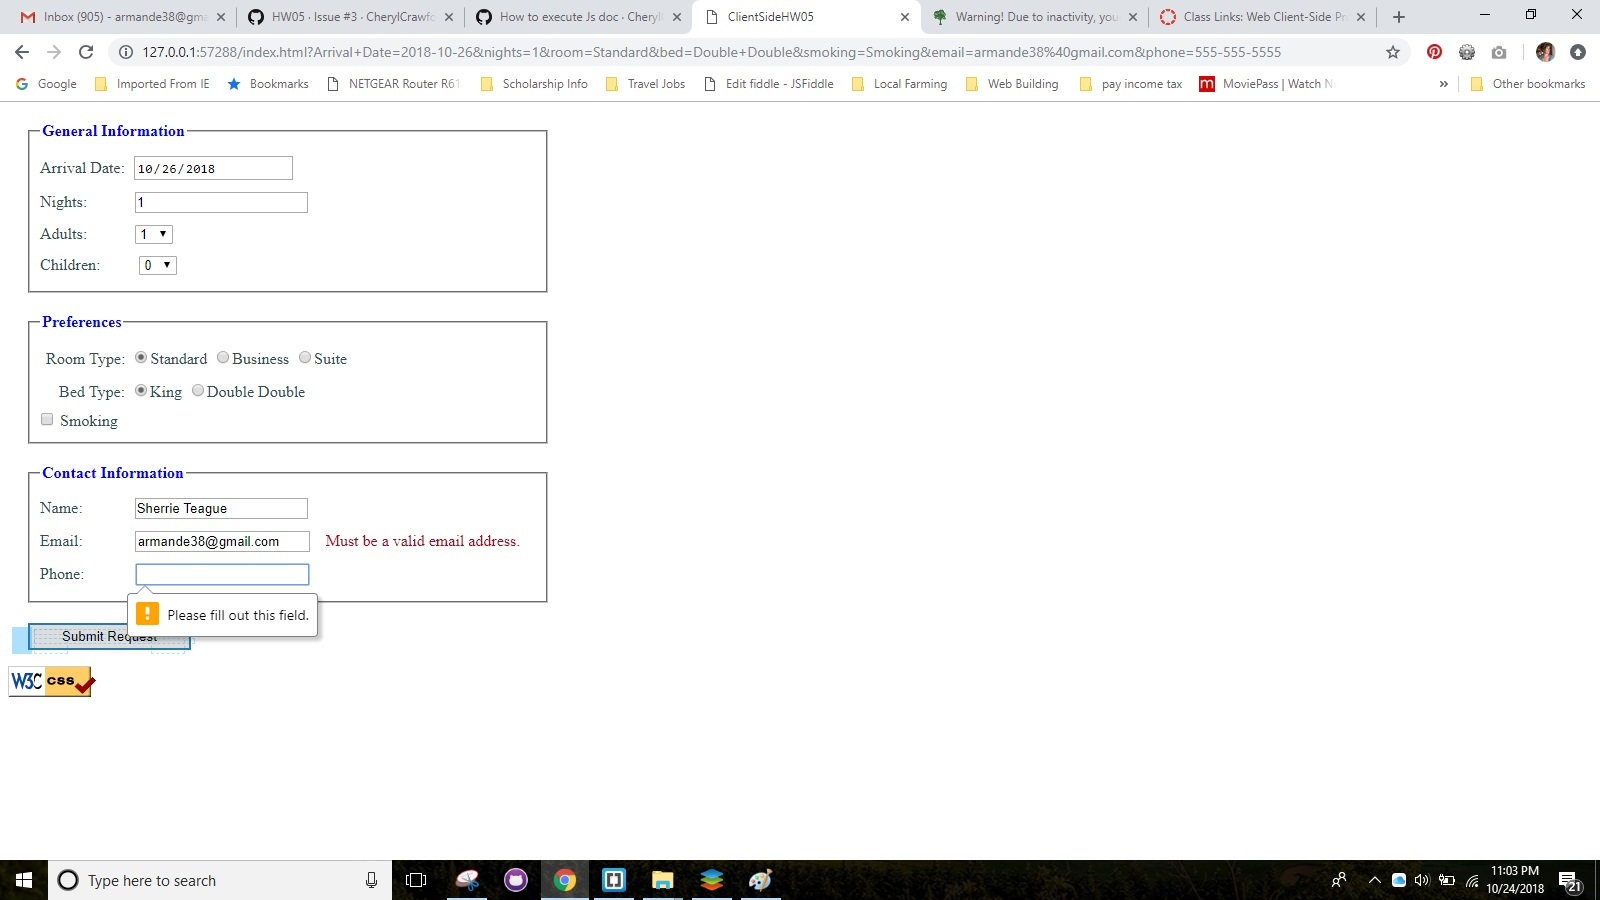 Inbox (905) - armande38@gma
HW05 · Issue #3 · CherylCrawfo
How to execute Js doc · Cheryl
ClientSideHW05
Warning! Due to inactivity, you
Class Links: Web Client-Side Pr
127.0.0.1:57288/index.html?Arrival+Date=2018-10-26&nights=1&room=Standard&bed=Double+Double&smoking=Smoking&email=armande38%40gmail.com&phone=555-555-5555
Google
Imported From IE
Bookmarks
NETGEAR Router R61
Scholarship Info
Travel Jobs
Edit fiddle - JSFiddle
Local Farming
Web Building
pay income tax
m
MoviePass | Watch N
»
Other bookmarks
General Information
Arrival Date: 10/26/2018
Nights: 1
Adults: 1
Children: 0
Preferences
Room Type: Standard Business Suite
Bed Type: King Double Double
Smoking
Contact Information
Name: Sherrie Teague
Email: armande38@gmail.com Must be a valid email address.
Phone:
! Please fill out this field.
Submit Request
W3C css
Type here to search
11:03 PM
10/24/2018
21